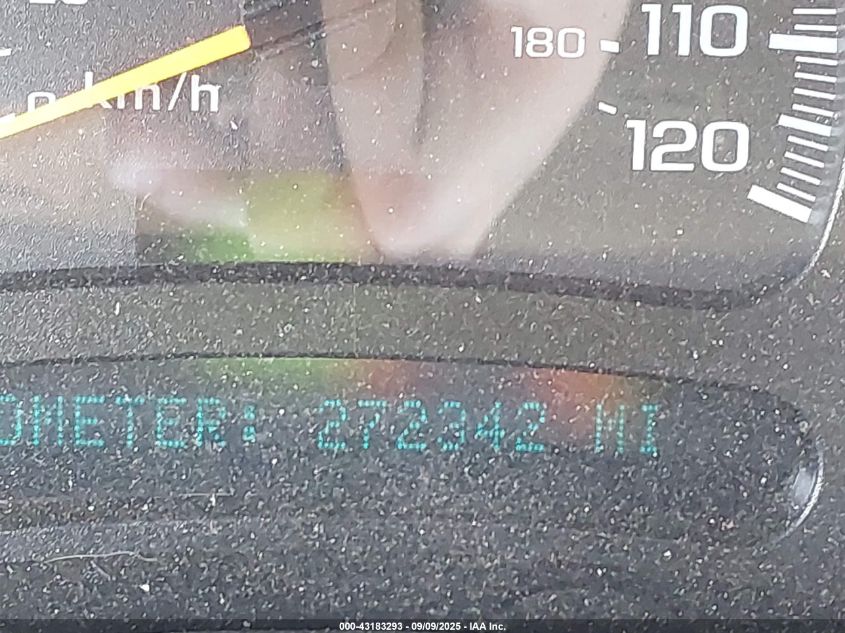 180 110
km/h
120
OMETER: 272342 MI
000-43183293 - 09/09/2025 - IAA Inc.